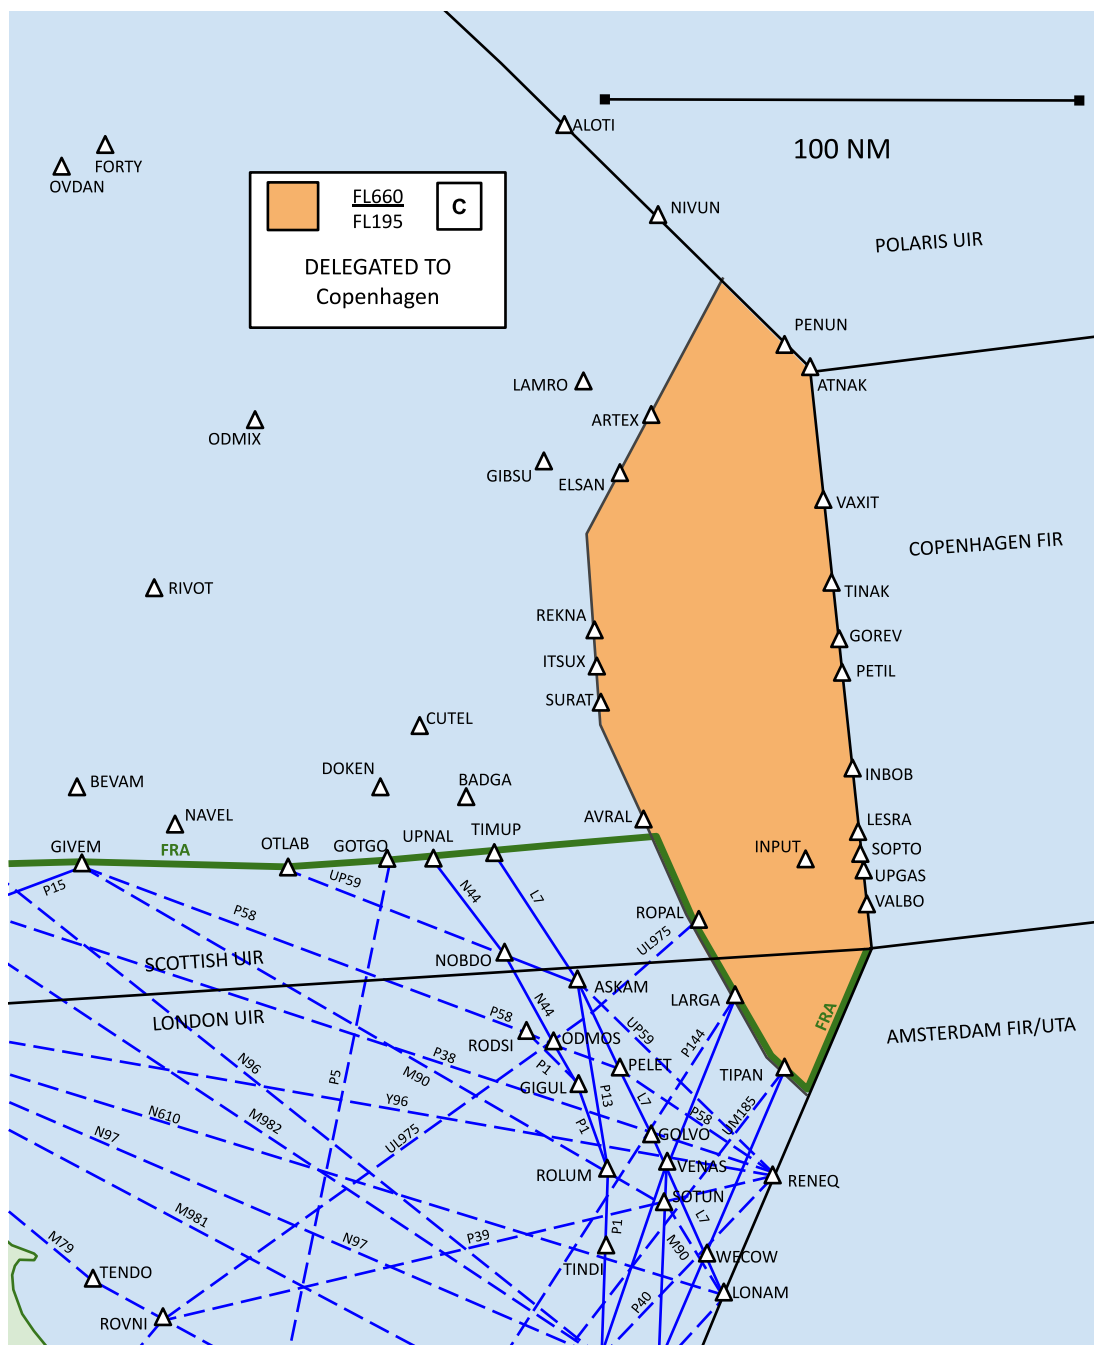 ALOTI
100 NM
FORTY
OVDAN
FL660
FL195
C
DELEGATED TO
Copenhagen
NIVUN
POLARIS UIR
PENUN
ATNAK
LAMRO
ARTEX
ODMIX
GIBSU
ELSAN
VAXIT
COPENHAGEN FIR
RIVOT
TINAK
REKNA
GOREV
ITSUX
PETIL
SURAT
CUTEL
DOKEN
BADGA
INBOB
BEVAM
NAVEL
AVRAL
LESRA
FRA
GIVEM
OTLAB
GOTGO
UPNAL
TIMUP
INPUT
SOPTO
UPGAS
P15
UP59
N44
L7
VALBO
P58
ROPAL
UL975
SCOTTISH UIR
NOBDO
ASKAM
LARGA
LONDON UIR
N44
P58
UP59
P144
FRA
AMSTERDAM FIR/UTA
RODSI
ODMOS
P38
P1
PELET
TIPAN
N96
M90
P5
GIGUL
P13
L7
Y96
P58
UM185
N610
M982
P1
GOLVO
N97
UL975
VENAS
ROLUM
RENEQ
SOTUN
M981
P39
P1
L7
M79
N97
M90
WECOW
TENDO
TINDI
LONAM
P40
ROVNI